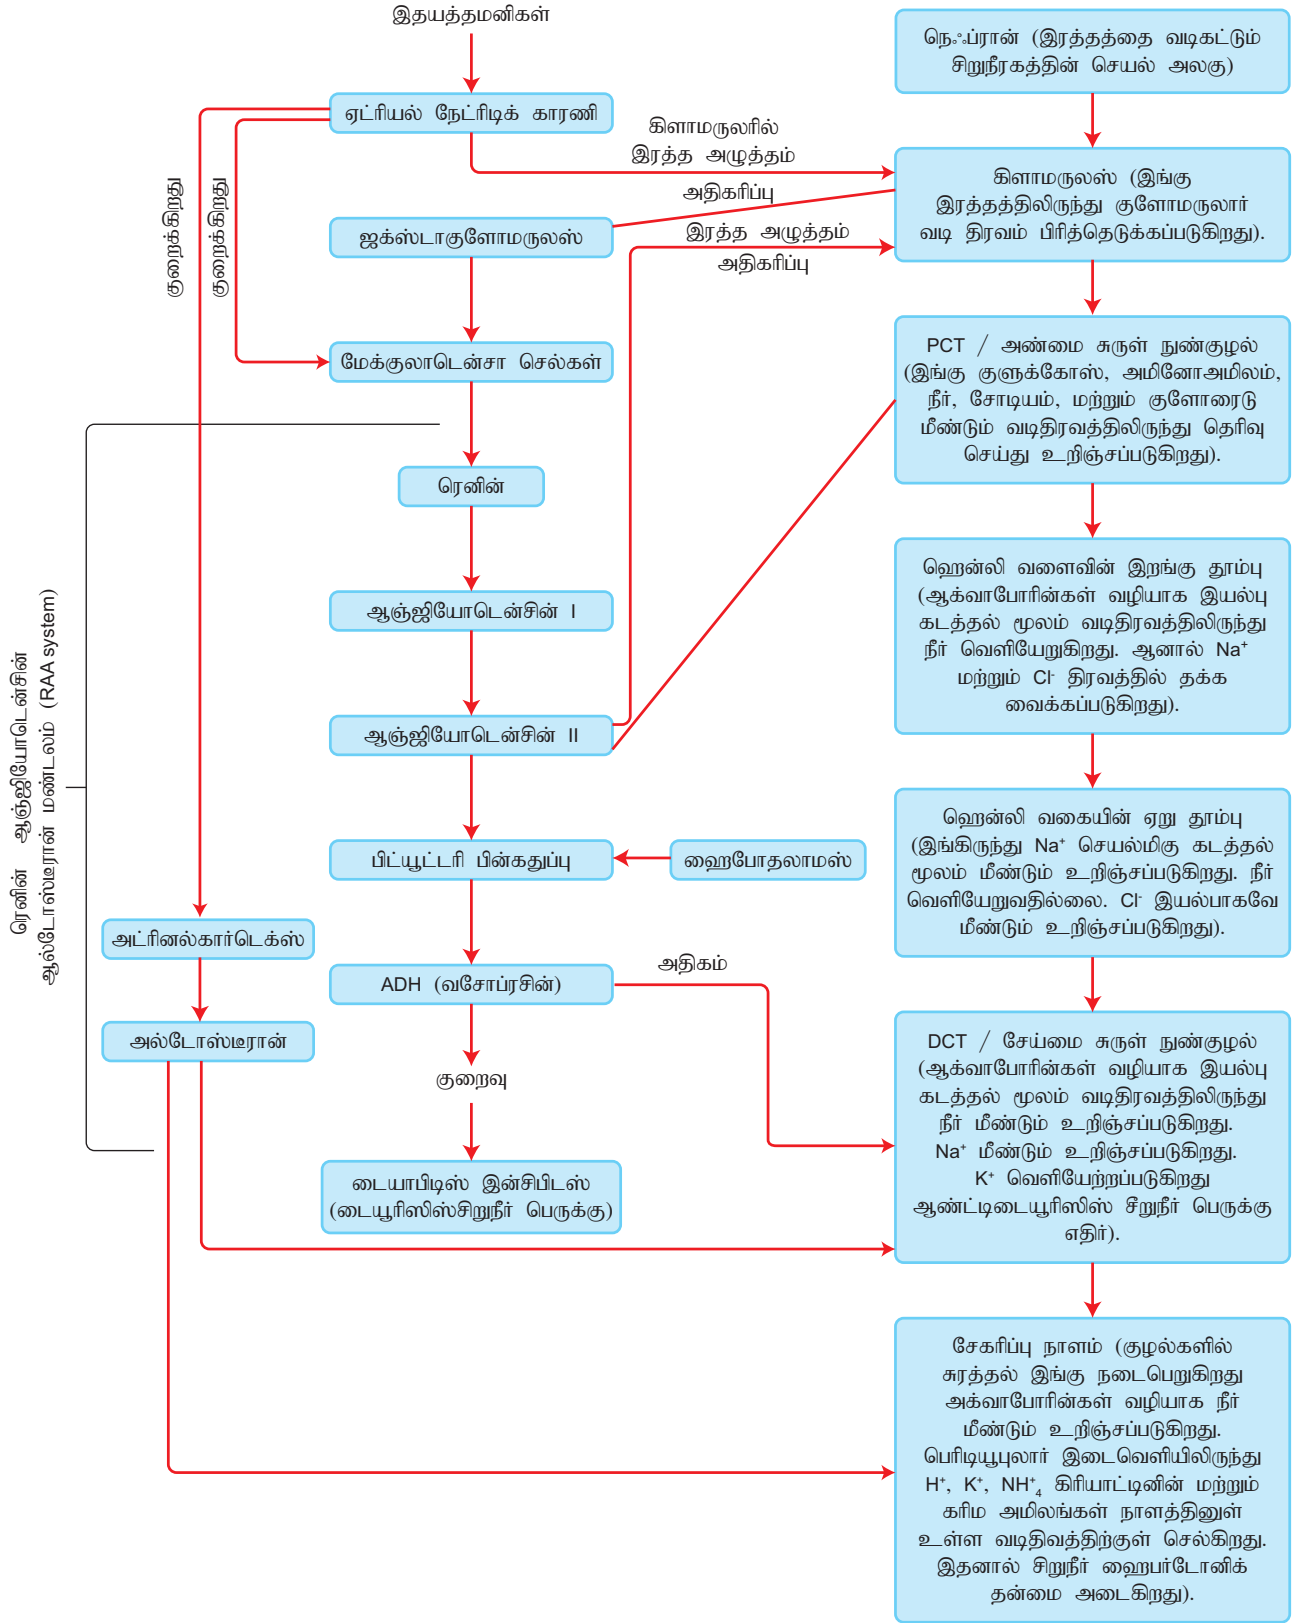 இதயத்தமனிகள்
ஏட்ரியல் நேட்ரிடிக் காரணி
கிளாமருலரில்
இரத்த அழுத்தம்
அதிகரிப்பு
குறைக்கிறது
குறைக்கிறது
ஜக்ஸ்டாகுளோமருலஸ்
இரத்த அழுத்தம்
அதிகரிப்பு
மேக்குலாடென்சா செல்கள்
ரெனின்
ஆஞ்ஜியோடென்சின் I
ஆஞ்ஜியோடென்சின் II
ரெனின் ஆஞ்ஜியோடென்சின்
ஆல்டோஸ்டீரான் மண்டலம் (RAA system)
பிட்யூட்டரி பின்கதுப்பு
ஹைபோதலாமஸ்
அட்ரினல்கார்டெக்ஸ்
அல்டோஸ்டீரான்
ADH (வசோப்ரசின்)
அதிகம்
குறைவு
டையாபிடிஸ் இன்சிபிடஸ்
(டையூரிஸிஸ்சிறுநீர் பெருக்கு)
நெஃப்ரான் (இரத்தத்தை வடிகட்டும்
சிறுநீரகத்தின் செயல் அலகு)
கிளாமருலஸ் (இங்கு
இரத்தத்திலிருந்து குளோமருலார்
வடி திரவம் பிரித்தெடுக்கப்படுகிறது).
PCT / அண்மை சுருள் நுண்குழல்
(இங்கு குளுக்கோஸ், அமினோஅமிலம்,
நீர், சோடியம், மற்றும் குளோரைடு
மீண்டும் வடிதிரவத்திலிருந்து தெரிவு
செய்து உறிஞ்சப்படுகிறது).
ஹென்லி வளைவின் இறங்கு தூம்பு
(ஆக்வாபோரின்கள் வழியாக இயல்பு
கடத்தல் மூலம் வடிதிரவத்திலிருந்து
நீர் வெளியேறுகிறது. ஆனால் Na⁺
மற்றும் Cl⁻ திரவத்தில் தக்க
வைக்கப்படுகிறது).
ஹென்லி வகையின் ஏறு தூம்பு
(இங்கிருந்து Na⁺ செயல்மிகு கடத்தல்
மூலம் மீண்டும் உறிஞ்சப்படுகிறது. நீர்
வெளியேறுவதில்லை. Cl⁻ இயல்பாகவே
மீண்டும் உறிஞ்சப்படுகிறது).
DCT / சேய்மை சுருள் நுண்குழல்
(ஆக்வாபோரின்கள் வழியாக இயல்பு
கடத்தல் மூலம் வடிதிரவத்திலிருந்து
நீர் மீண்டும் உறிஞ்சப்படுகிறது.
Na⁺ மீண்டும் உறிஞ்சப்படுகிறது.
K⁺ வெளியேற்றப்படுகிறது
ஆண்ட்டிடையூரிஸிஸ் சீறுநீர் பெருக்கு
எதிர்).
சேகரிப்பு நாளம் (குழல்களில்
சுரத்தல் இங்கு நடைபெறுகிறது
அக்வாபோரின்கள் வழியாக நீர்
மீண்டும் உறிஞ்சப்படுகிறது.
பெரிடியூபுலார் இடைவெளியிலிருந்து
H⁺, K⁺, NH⁺₄ கிரியாட்டினின் மற்றும்
கரிம அமிலங்கள் நாளத்தினுள்
உள்ள வடிதிவத்திற்குள் செல்கிறது.
இதனால் சிறுநீர் ஹைபர்டோனிக்
தன்மை அடைகிறது).